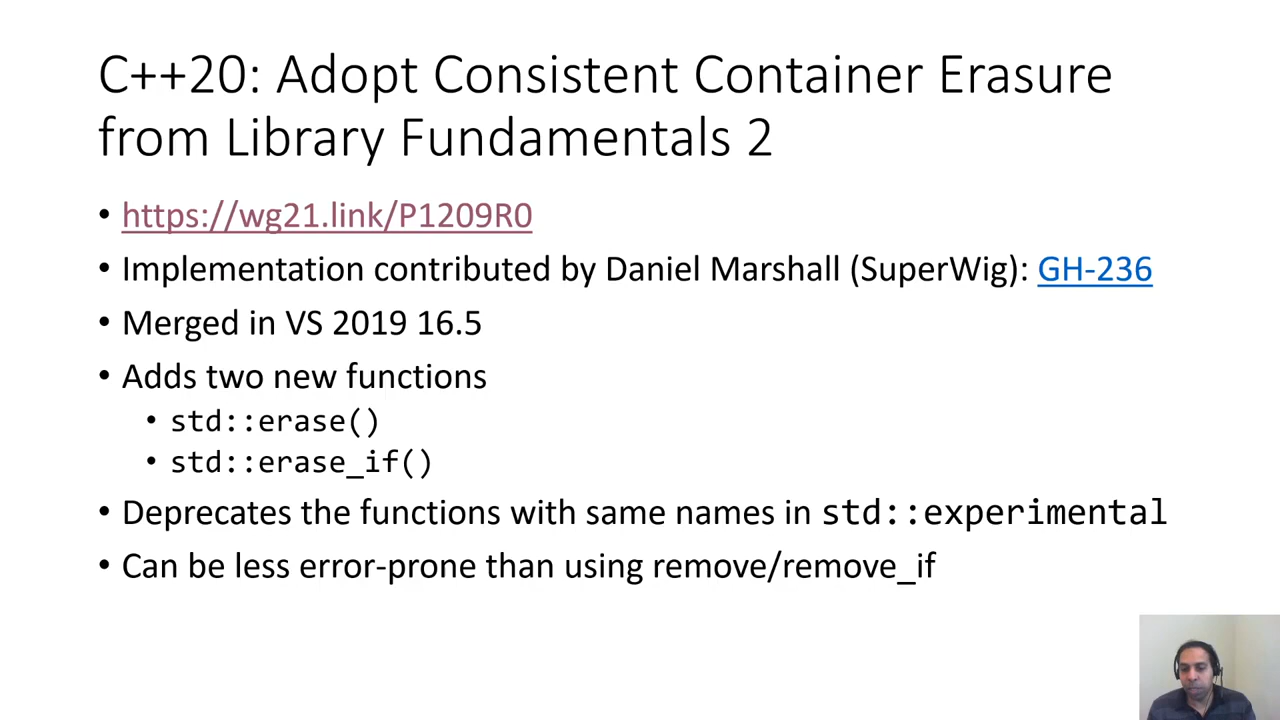 C++20: Adopt Consistent Container Erasure
from Library Fundamentals 2
• https://wg21.link/P1209R0
• Implementation contributed by Daniel Marshall (SuperWig): GH-236
• Merged in VS 2019 16.5
• Adds two new functions
• std::erase()
• std::erase_if()
• Deprecates the functions with same names in std::experimental
• Can be less error-prone than using remove/remove_if